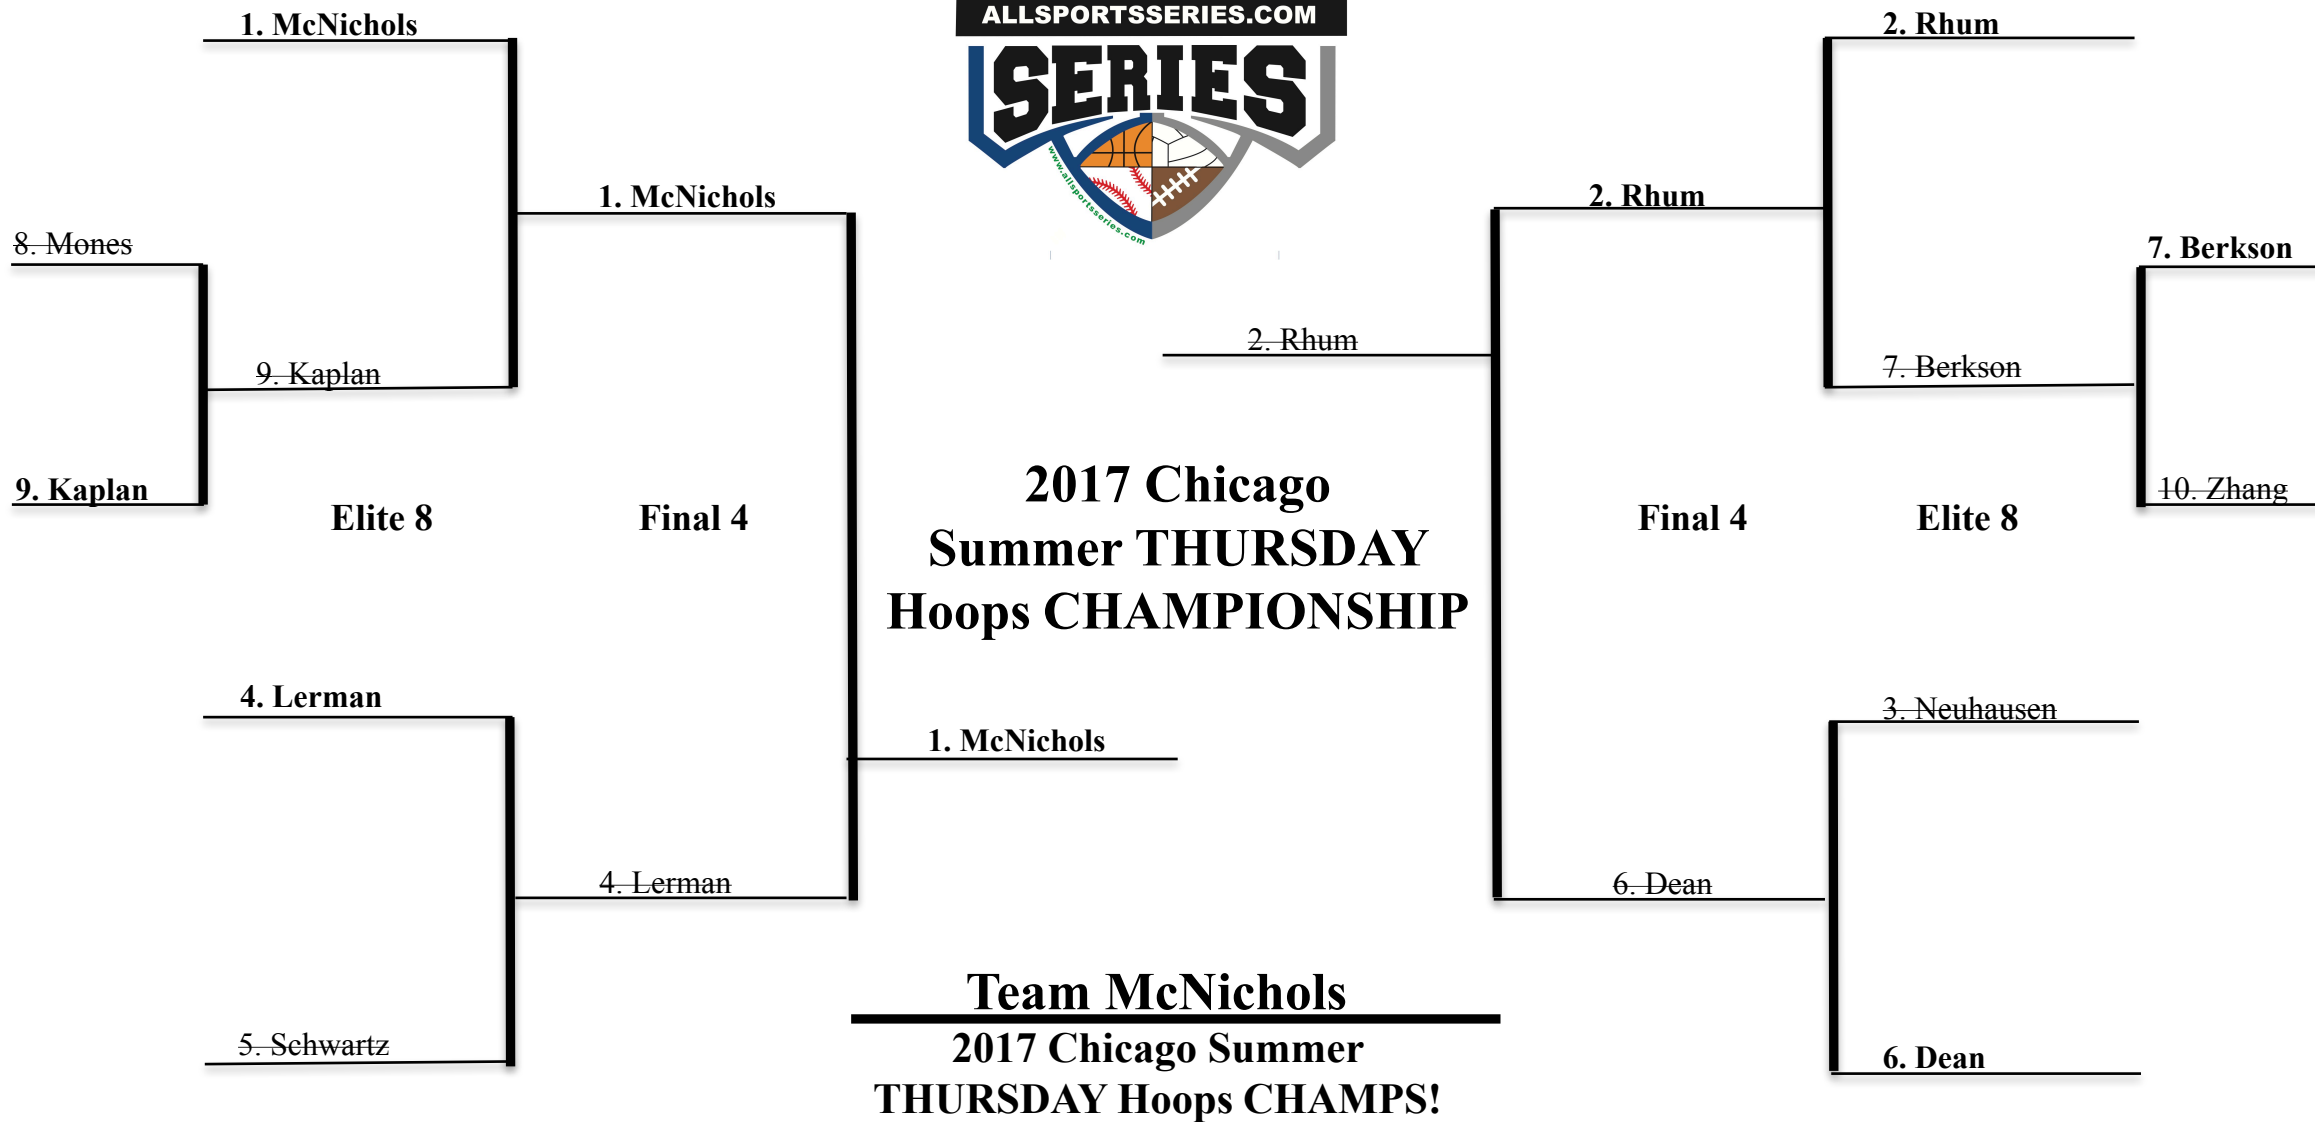 ALLSPORTSSERIES.COM
SERIES
www.allsportsseries.com
1. McNichols
8. Mones
9. Kaplan
9. Kaplan
1. McNichols
Elite 8
Final 4
4. Lerman
5. Schwartz
4. Lerman
1. McNichols
2017 Chicago
Summer THURSDAY
Hoops CHAMPIONSHIP
2. Rhum
2. Rhum
2. Rhum
7. Berkson
7. Berkson
10. Zhang
Final 4
Elite 8
3. Neuhausen
6. Dean
6. Dean
Team McNichols
2017 Chicago Summer
THURSDAY Hoops CHAMPS!